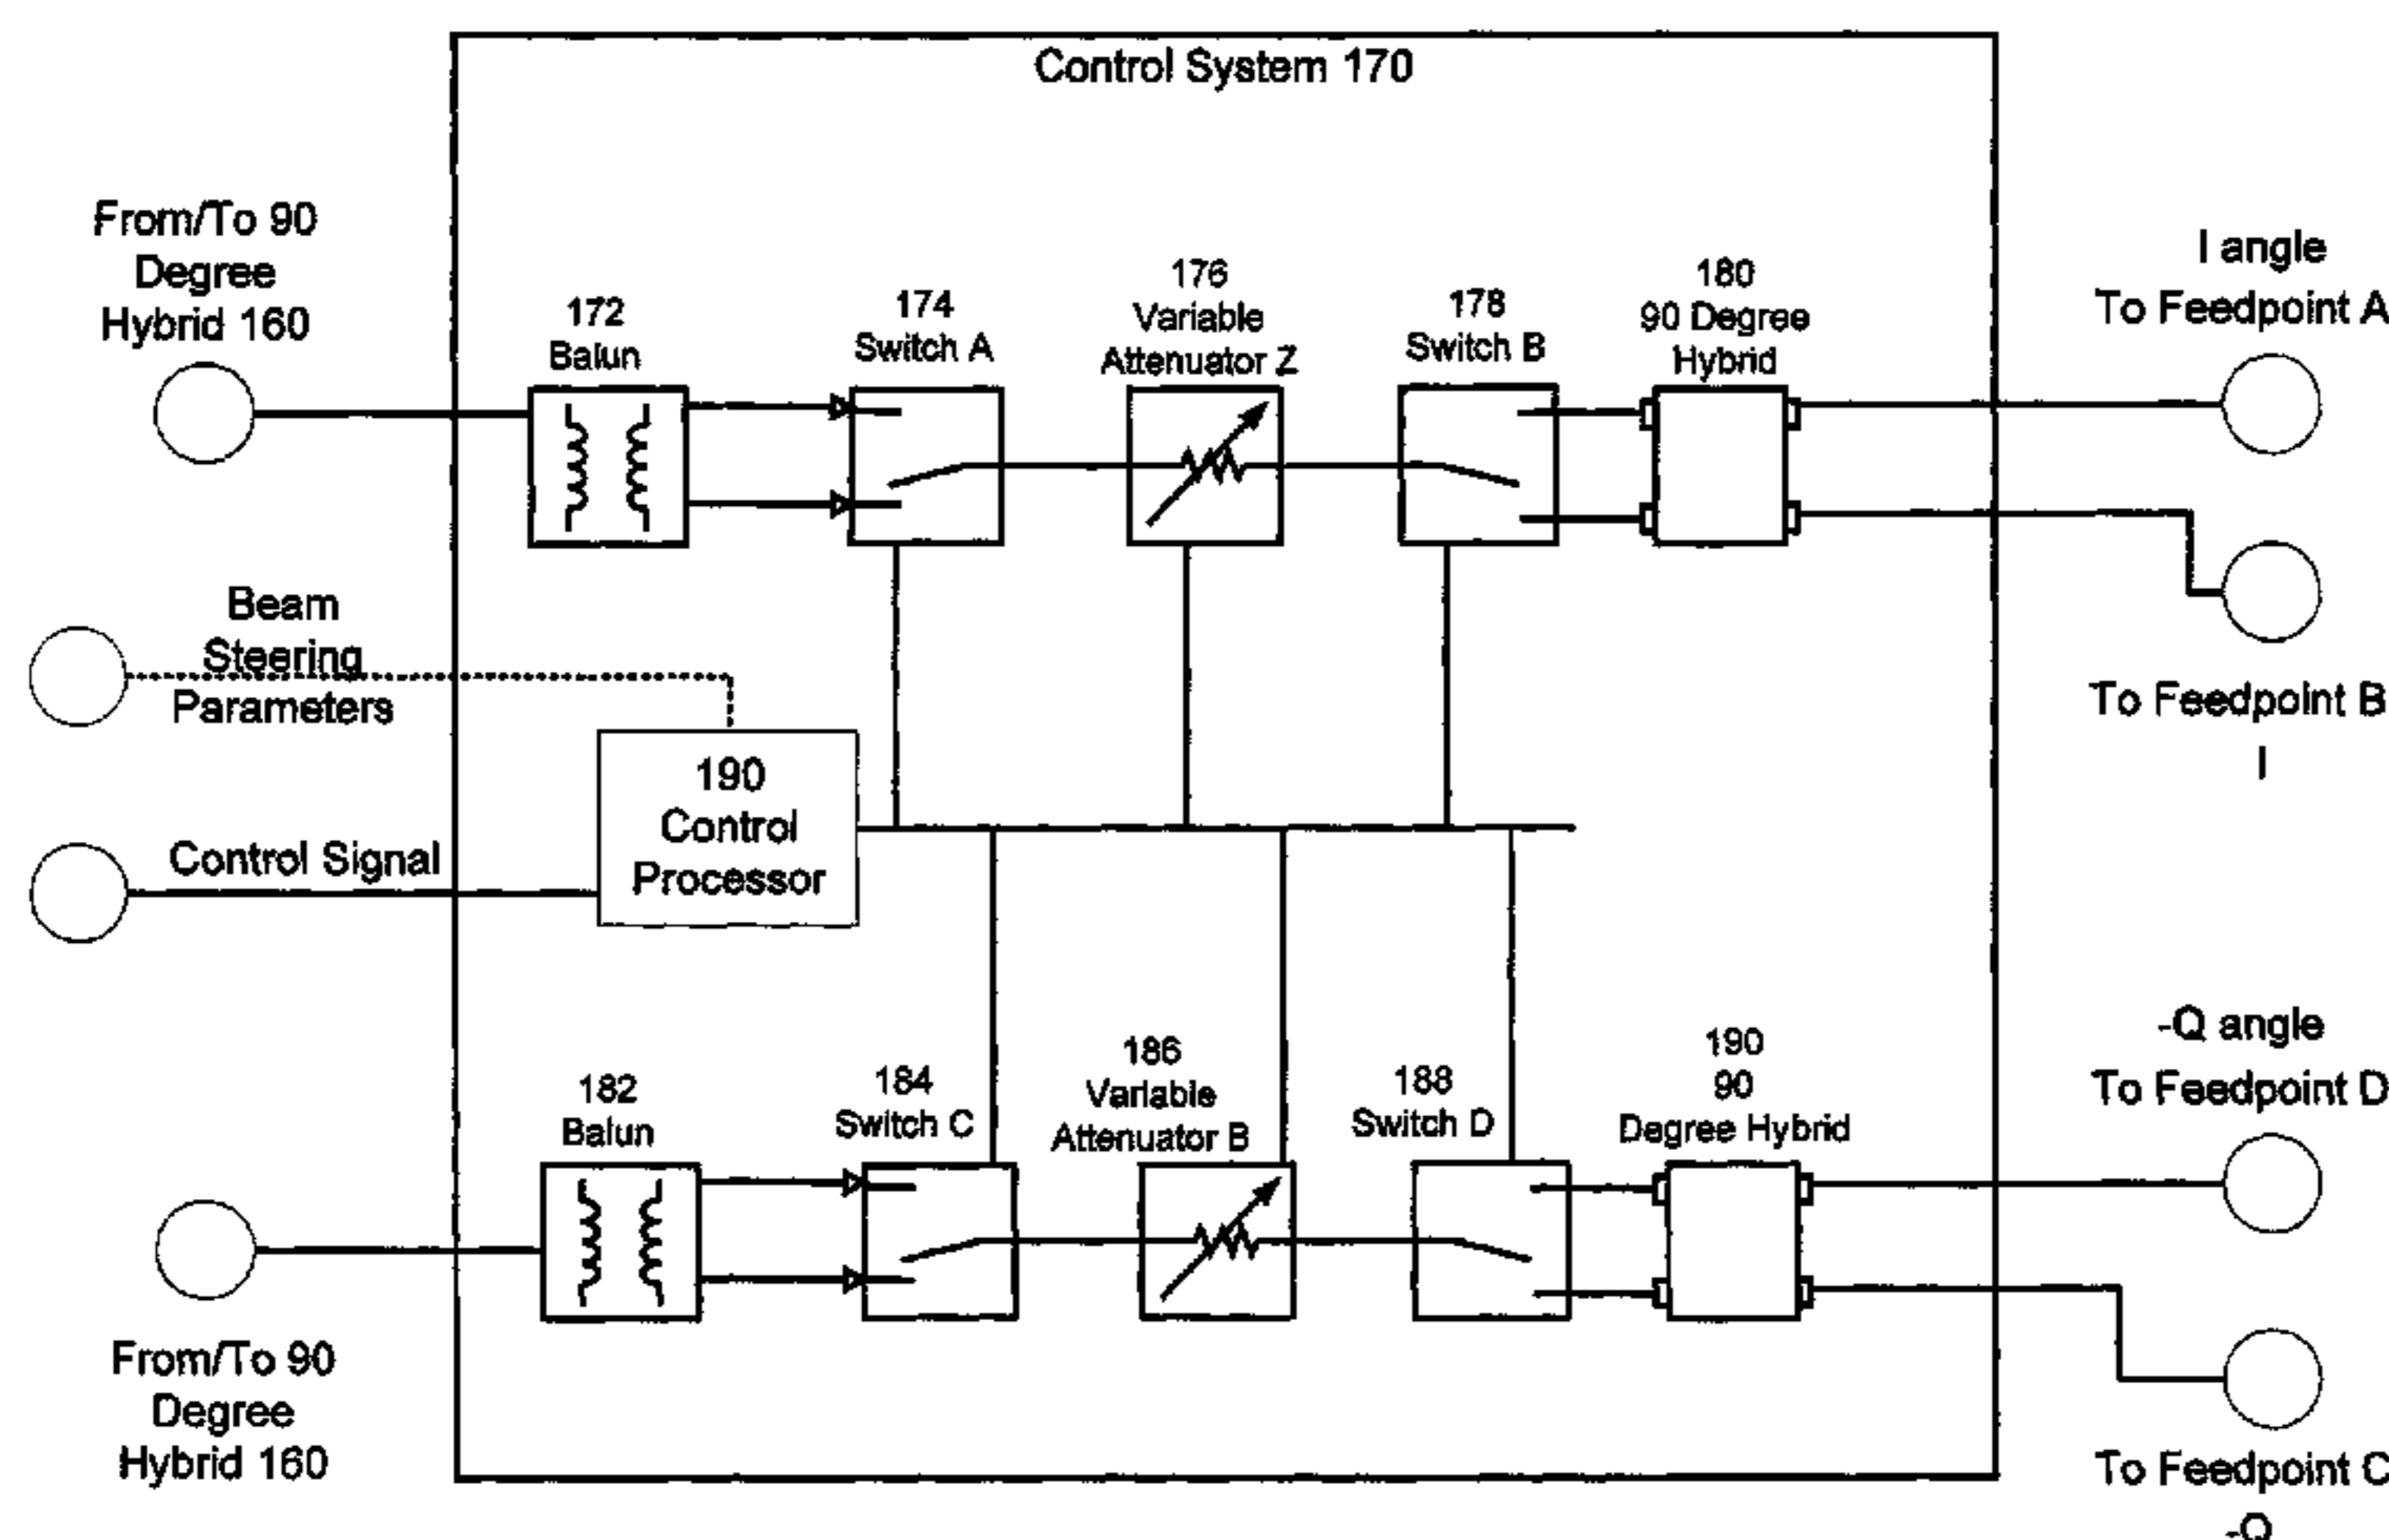 Control System 170
From/To 90
Degree
Hybrid 160
172
Balun
174
Switch A
176
Variable
Attenuator Z
178
Switch B
180
90 Degree
Hybrid
I angle
To Feedpoint A
To Feedpoint B
I
Beam
Steering
Parameters
190
Control
Processor
Control Signal
182
Balun
184
Switch C
186
Variable
Attenuator B
188
Switch D
190
90
Degree Hybrid
-Q angle
To Feedpoint D
From/To 90
Degree
Hybrid 160
To Feedpoint C
-Q